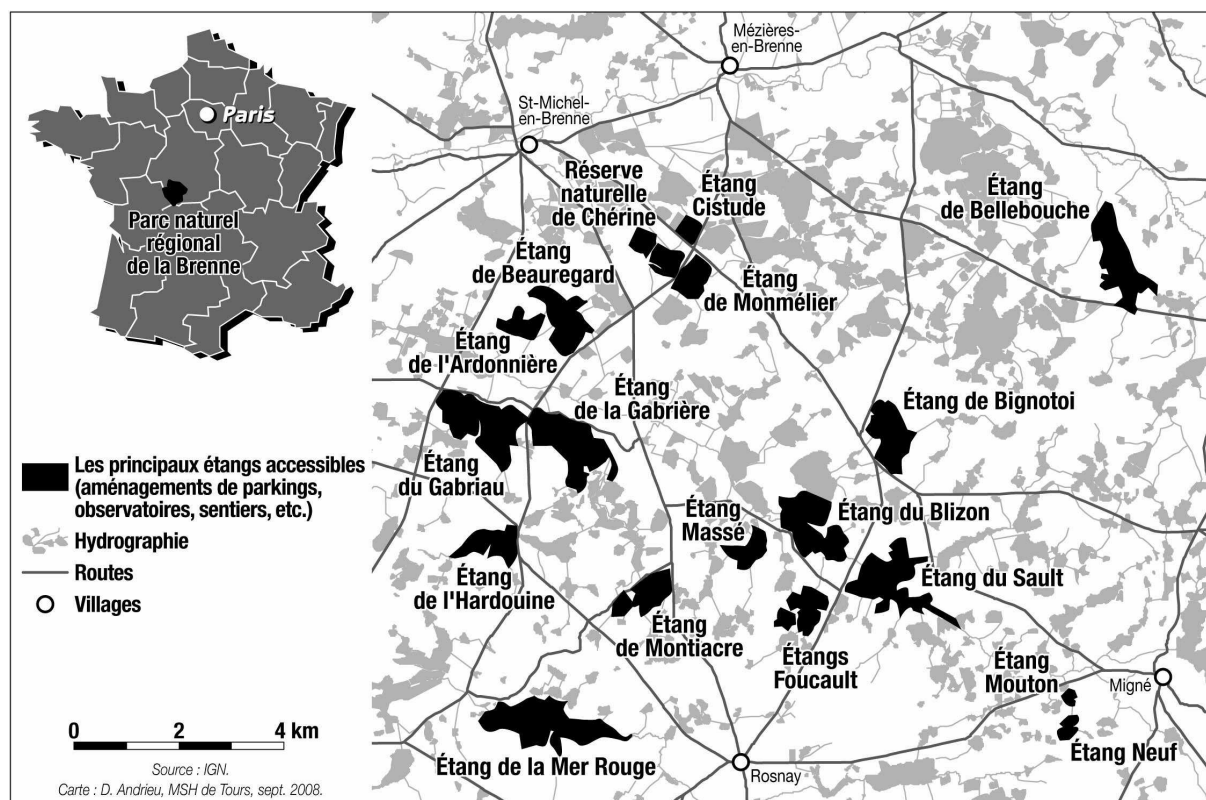 Paris
Parc naturel
régional
de la Brenne
Les principaux étangs accessibles
(aménagements de parkings,
observatoires, sentiers, etc.)
Hydrographie
Routes
Villages
0 2 4 km
Source : IGN.
Carte : D. Andrieu, MSH de Tours, sept. 2008.
Mézières-
en-Brenne
St-Michel-
en-Brenne
Réserve
naturelle
de Chérine
Étang
Cistude
Étang
de Bellebouche
Étang
de Beauregard
Étang
de Monmélier
Étang
de l'Ardonnière
Étang
de la Gabrière
Étang de Bignotoi
Étang
du Gabriau
Étang
Massé
Étang du Blizon
Étang
de l'Hardouine
Étang du Sault
Étang
de Montiacre
Étangs
Foucault
Étang
Mouton
Migné
Étang de la Mer Rouge
Rosnay
Étang Neuf